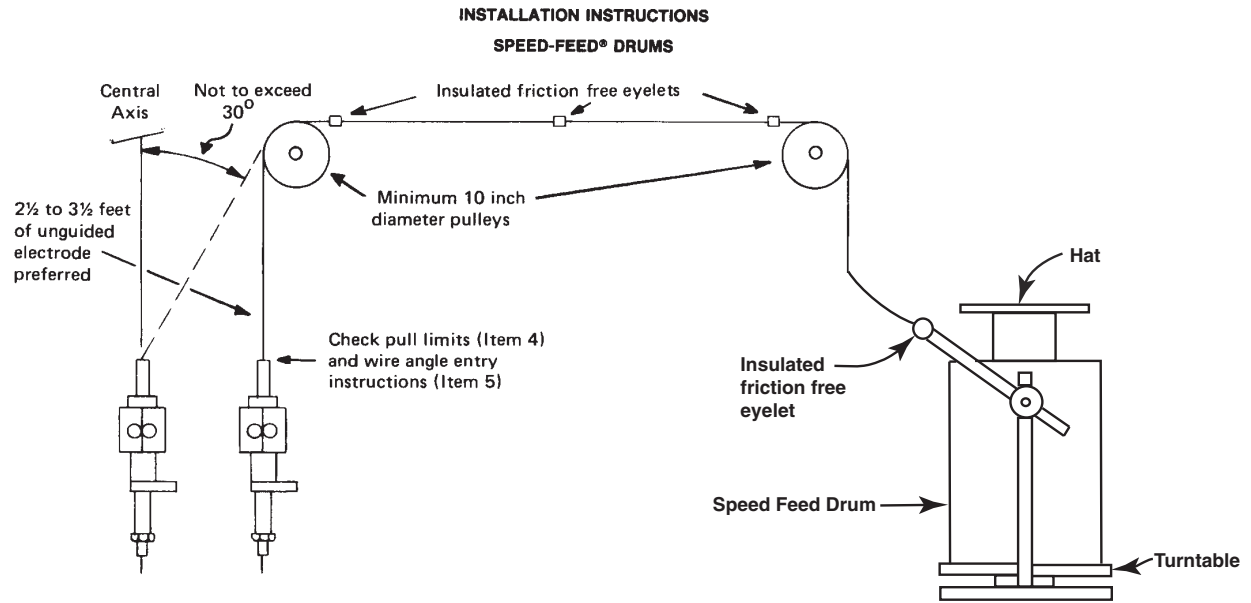 INSTALLATION INSTRUCTIONS
SPEED-FEED® DRUMS
Central
Axis
Not to exceed
30⁰
Insulated friction free eyelets
Minimum 10 inch
diameter pulleys
2½ to 3½ feet
of unguided
electrode
preferred
Check pull limits (Item 4)
and wire angle entry
instructions (Item 5)
Hat
Insulated
friction free
eyelet
Speed Feed Drum
Turntable